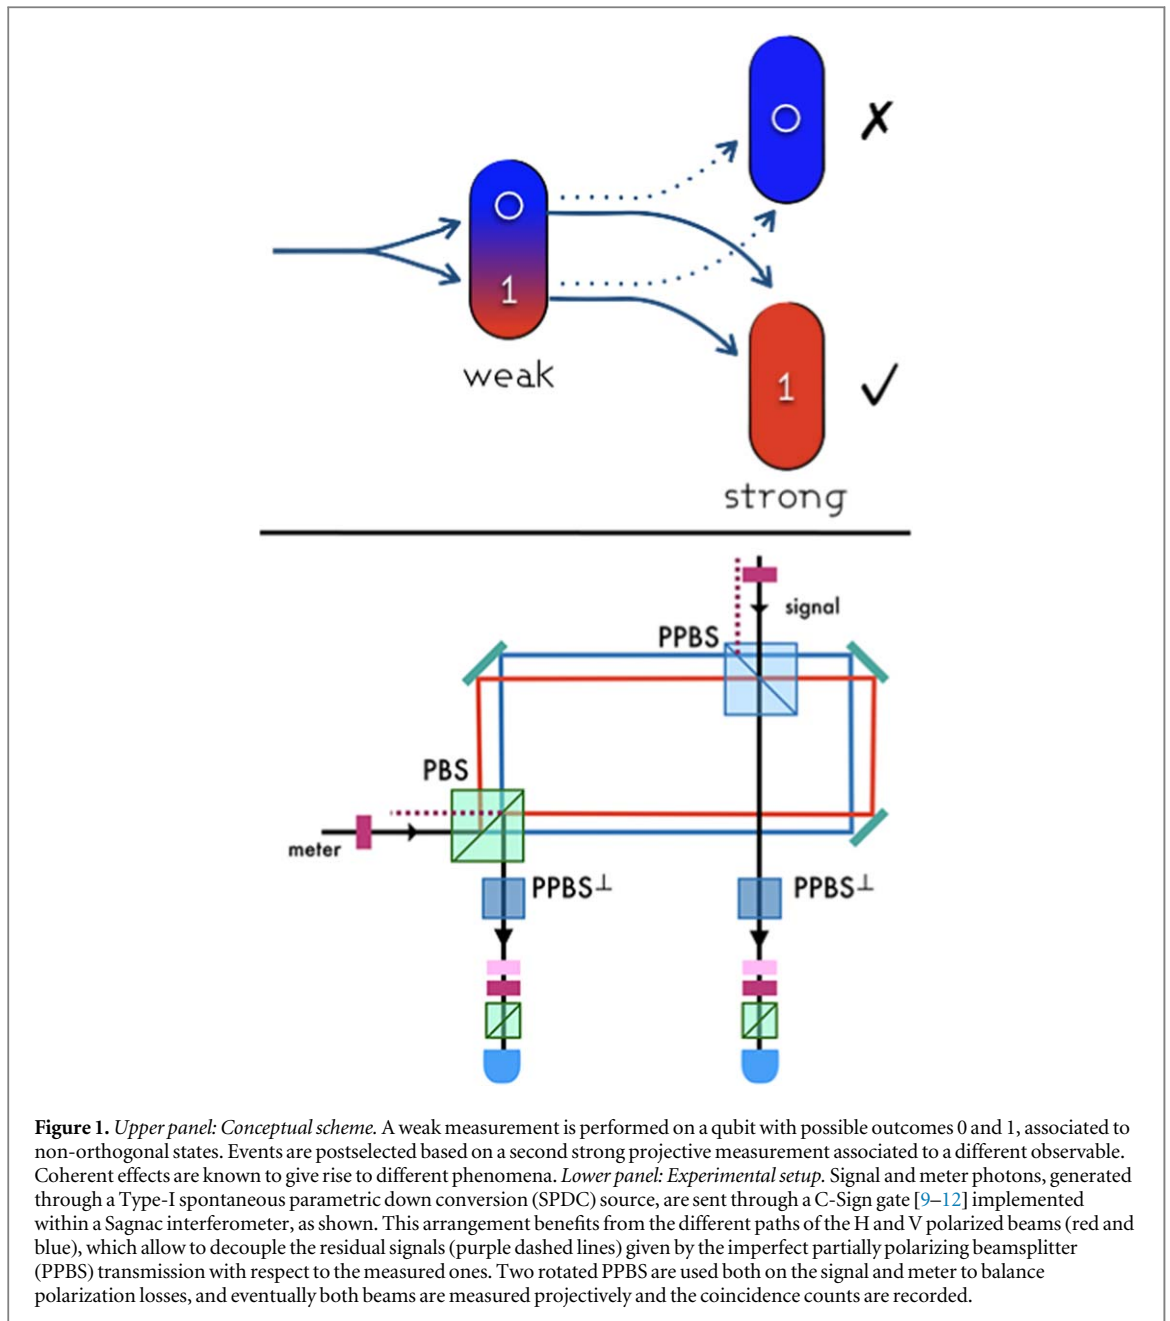 0
✗
0
1
weak
1
✓
strong
signal
PPBS
PBS
meter
PPBS⊥
PPBS⊥
Figure 1. Upper panel: Conceptual scheme. A weak measurement is performed on a qubit with possible outcomes 0 and 1, associated to
non-orthogonal states. Events are postselected based on a second strong projective measurement associated to a different observable.
Coherent effects are known to give rise to different phenomena. Lower panel: Experimental setup. Signal and meter photons, generated
through a Type-I spontaneous parametric down conversion (SPDC) source, are sent through a C-Sign gate [9–12] implemented
within a Sagnac interferometer, as shown. This arrangement benefits from the different paths of the H and V polarized beams (red and
blue), which allow to decouple the residual signals (purple dashed lines) given by the imperfect partially polarizing beamsplitter
(PPBS) transmission with respect to the measured ones. Two rotated PPBS are used both on the signal and meter to balance
polarization losses, and eventually both beams are measured projectively and the coincidence counts are recorded.